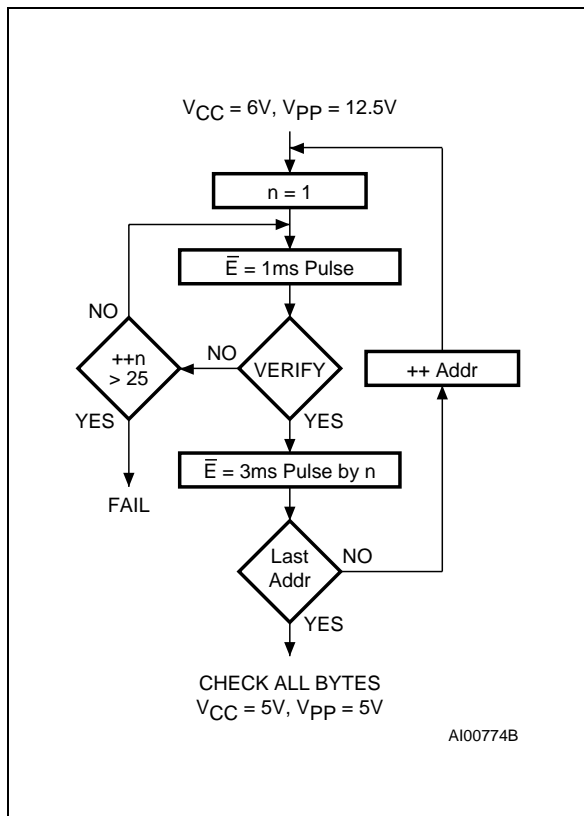 VCC = 6V, VPP = 12.5V
n = 1
E̅ = 1ms Pulse
NO
++n
> 25
NO
VERIFY
++ Addr
YES
YES
E̅ = 3ms Pulse by n
FAIL
Last
Addr
NO
YES
CHECK ALL BYTES
VCC = 5V, VPP = 5V
AI00774B